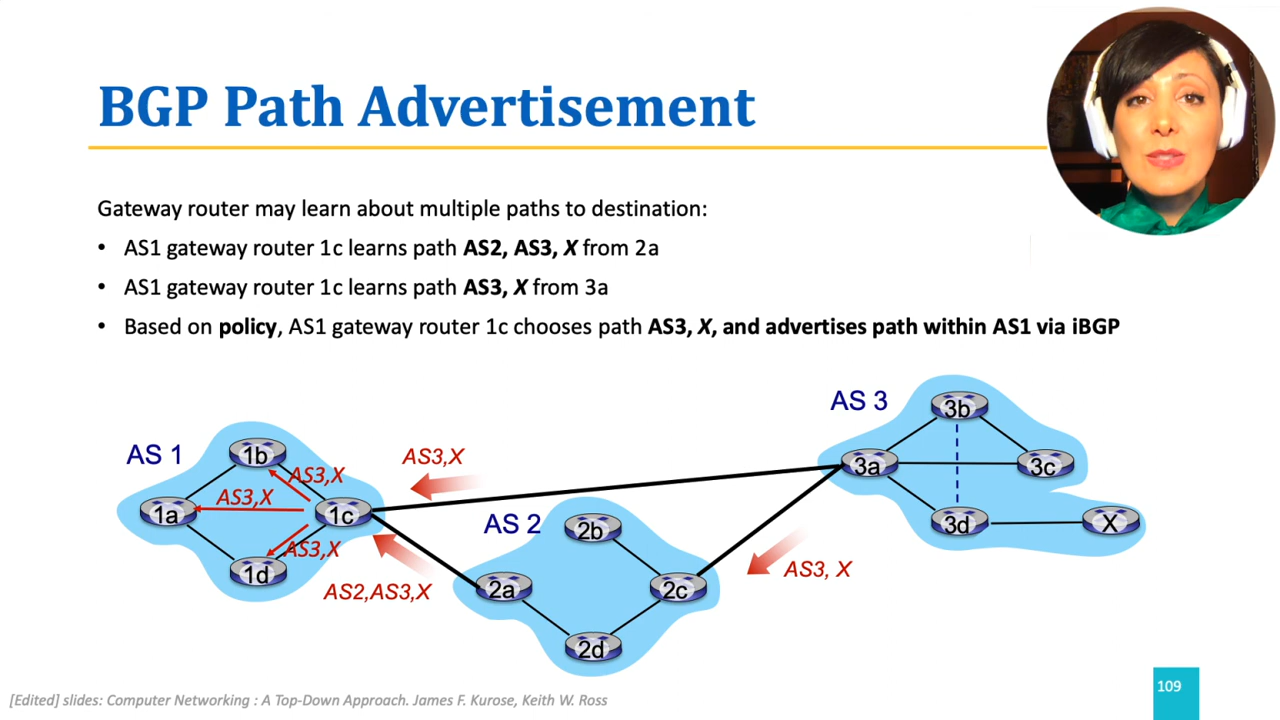 BGP Path Advertisement
Gateway router may learn about multiple paths to destination:
• AS1 gateway router 1c learns path AS2, AS3, X from 2a
• AS1 gateway router 1c learns path AS3, X from 3a
• Based on policy, AS1 gateway router 1c chooses path AS3, X, and advertises path within AS1 via iBGP
AS 3
3b
AS 1
1b
AS3,X
3a
3c
AS3,X
AS3,X
1a
1c
AS 2
2b
3d
X
AS3,X
1d
AS3, X
AS2,AS3,X
2a
2c
2d
109
[Edited] slides: Computer Networking : A Top-Down Approach. James F. Kurose, Keith W. Ross